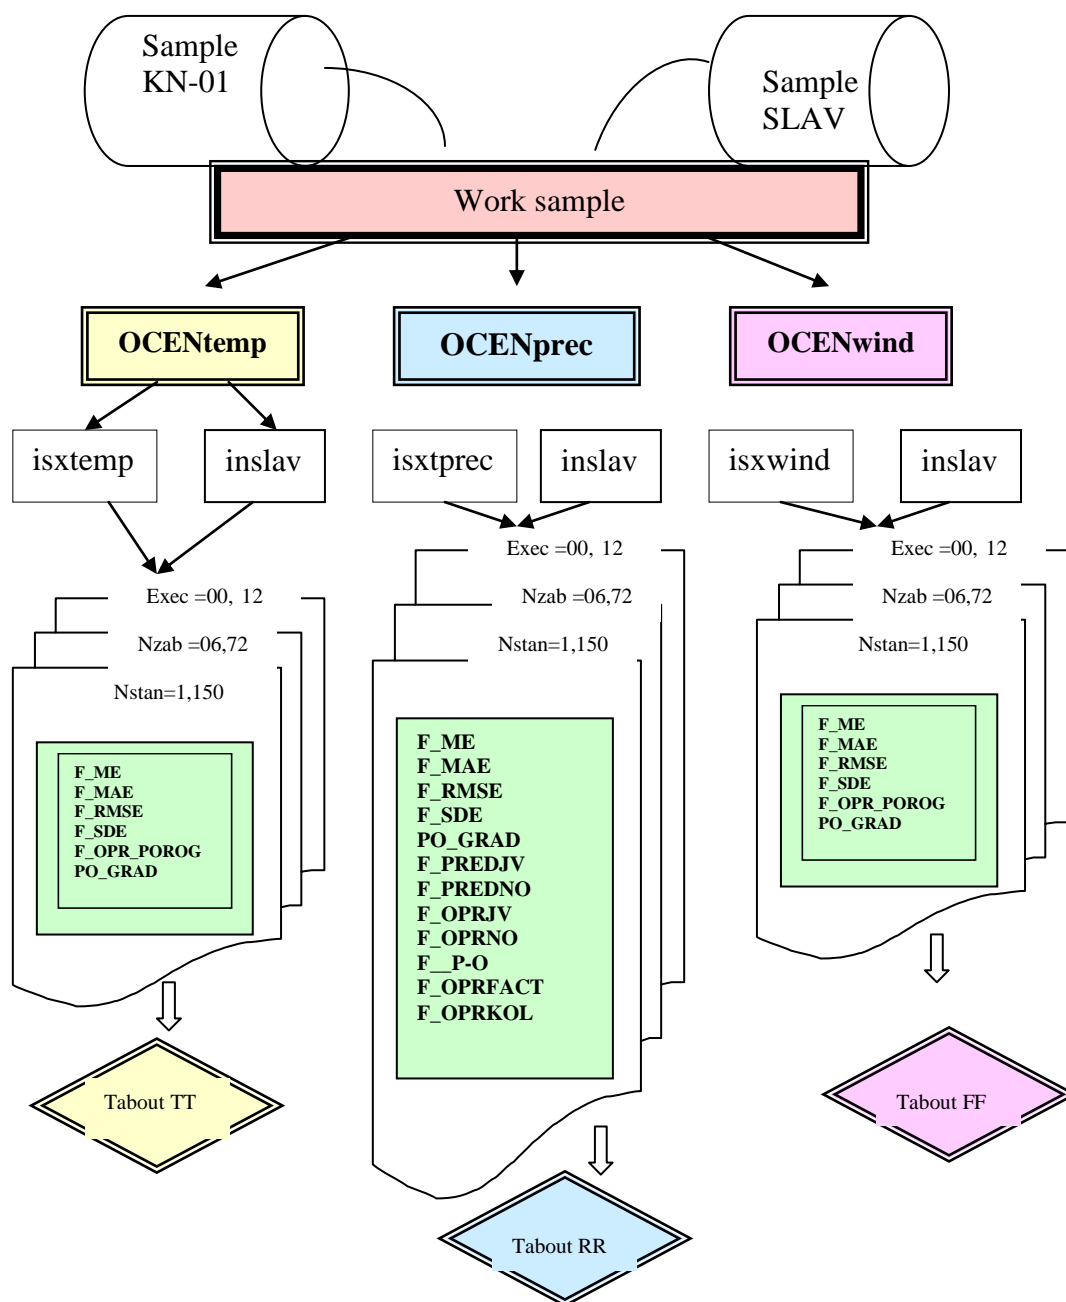 Sample
KN-01
Sample
SLAV
Work sample
OCENtemp
OCENprec
OCENwind
isxtemp
inslav
isxtprec
inslav
isxwind
inslav
Exec =00, 12
Nzab =06,72
Nstan=1,150
F_ME
F_MAE
F_RMSE
F_SDE
F_OPR_POROG
PO_GRAD
Tabout TT
Exec =00, 12
Nzab =06,72
Nstan=1,150
F_ME
F_MAE
F_RMSE
F_SDE
PO_GRAD
F_PREDJV
F_PREDNO
F_OPRJV
F_OPRNO
F__P-O
F_OPRFACT
F_OPRKOL
Tabout RR
Exec =00, 12
Nzab =06,72
Nstan=1,150
F_ME
F_MAE
F_RMSE
F_SDE
F_OPR_POROG
PO_GRAD
Tabout FF